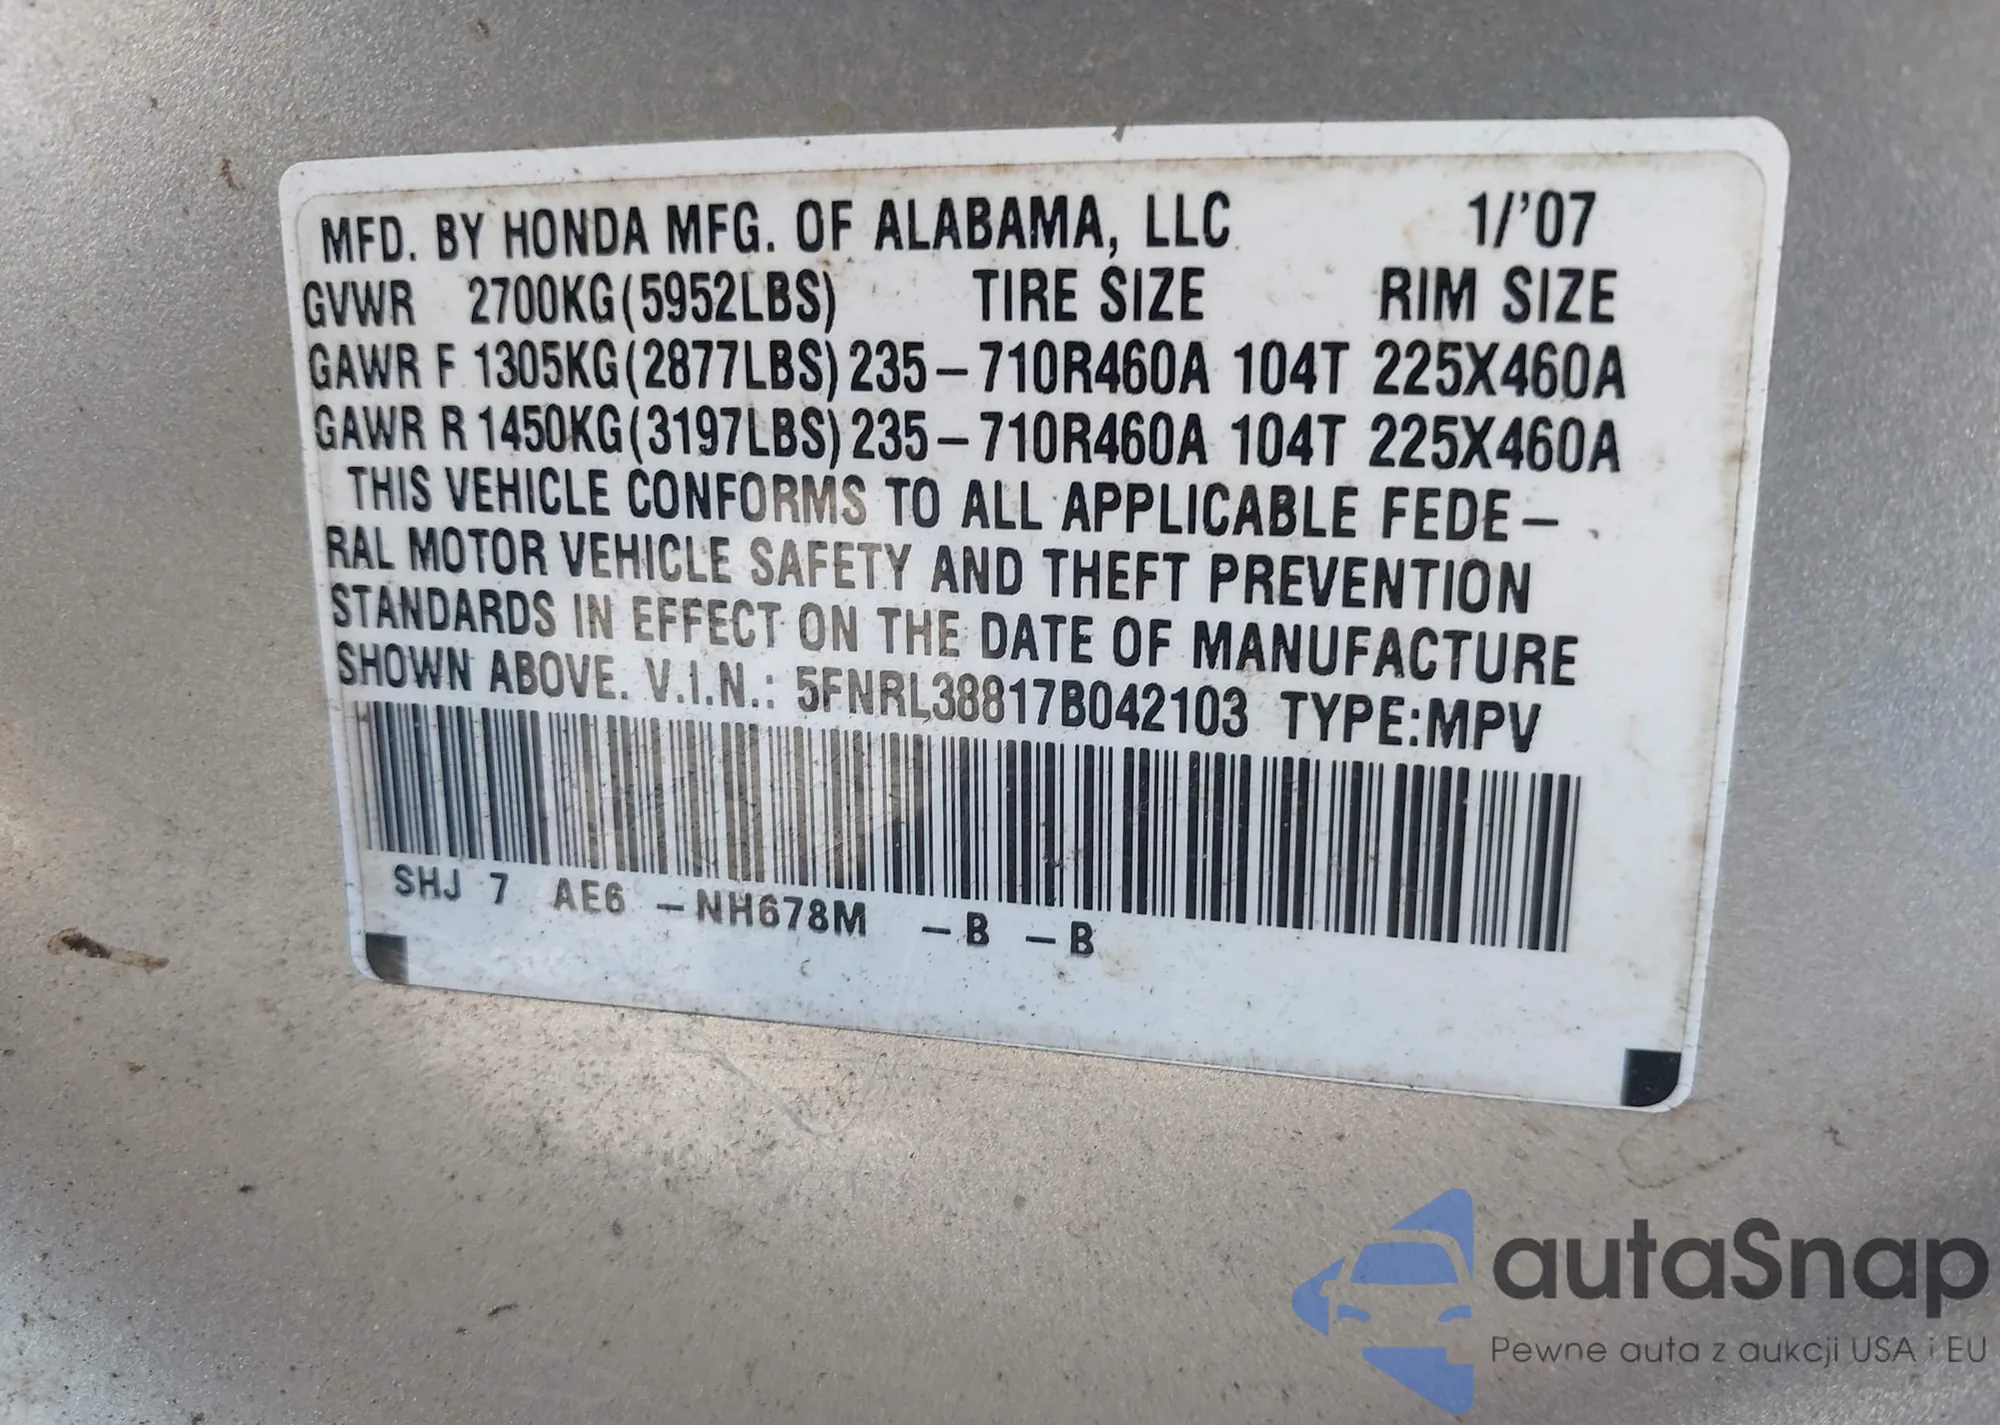 MFD. BY HONDA MFG. OF ALABAMA, LLC 1/'07
GVWR 2700KG(5952LBS) TIRE SIZE RIM SIZE
GAWR F 1305KG(2877LBS) 235-710R460A 104T 225X460A
GAWR R 1450KG(3197LBS) 235-710R460A 104T 225X460A
THIS VEHICLE CONFORMS TO ALL APPLICABLE FEDE-
RAL MOTOR VEHICLE SAFETY AND THEFT PREVENTION
STANDARDS IN EFFECT ON THE DATE OF MANUFACTURE
SHOWN ABOVE. V.I.N.: 5FNRL38817B042103 TYPE:MPV
SHJ 7 AE6 -NH678M -B -B
autaSnap
Pewne auta z aukcji USA i EU